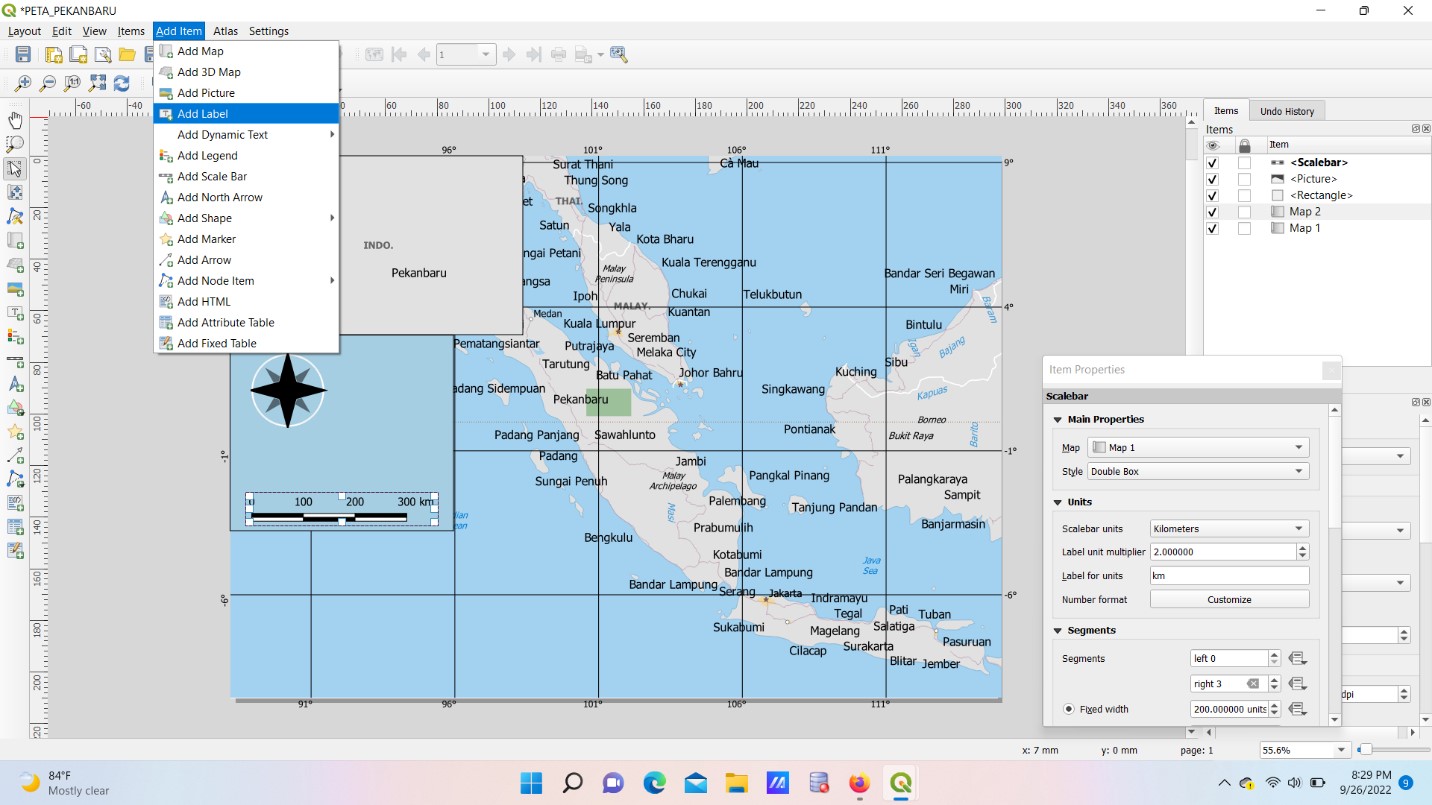 *PETA_PEKANBARU
Layout Edit View Items Add Item Atlas Settings
1
Add Map
Add 3D Map
Add Picture
Add Label
Add Dynamic Text
Add Legend
Add Scale Bar
Add North Arrow
Add Shape
Add Marker
Add Arrow
Add Node Item
Add HTML
Add Attribute Table
Add Fixed Table
-60 -40 40 60 80 100 120 140 160 180 200 220 240 260 280 300 320 340 360
0
20
40
60
80
100
120
140
160
180
200
220
96° 101° 106° 111°
9°
Surat Thani
Cà Mau
Thung Song
THAI.
Songkhla
Satun
Yala
Kota Bharu
INDO.
Pekanbaru
ngai Petani
Malay
Peninsula
Kuala Terengganu
Bandar Seri Begawan
Miri
Baram
angsa
Ipoh
Chukai
Telukbutun
MALAY.
Kuantan
4°
Medan
Kuala Lumpur
Bintulu
Seremban
Pematangsiantar
Putrajaya
Melaka City
Bajang
Igan
Tarutung
Batu Pahat
Johor Bahru
Kuching
Sibu
adang Sidempuan
Singkawang
Kapuas
Pekanbaru
Borneo
Padang Panjang
Sawahlunto
Pontianak
Bukit Raya
Barito
-1°
-1°
Padang
Jambi
Sungai Penuh
Malay
Archipelago
Pangkal Pinang
Palangkaraya
Sampit
Palembang
Tanjung Pandan
Musi
Prabumulih
Banjarmasin
0 100 200 300 km
dian
ean
Bengkulu
Kotabumi
Java
Sea
Bandar Lampung
Bandar Lampung
Serang
Jakarta
Indramayu
-6°
-6°
Tegal
Pati
Tuban
Sukabumi
Magelang
Salatiga
Pasuruan
Cilacap
Surakarta
Blitar
Jember
91° 96° 101° 106° 111°
Items Undo History
Items
Item
<Scalebar>
<Picture>
<Rectangle>
Map 2
Map 1
Item Properties
Scalebar
Main Properties
Map Map 1
Style Double Box
Units
Scalebar units Kilometers
Label unit multiplier 2.000000
Label for units km
Number format Customize
Segments
Segments left 0
right 3
Fixed width 200.000000 units
dpi
x: 7 mm y: 0 mm page: 1 55.6%
84°F
Mostly clear
8:29 PM
9/26/2022
9